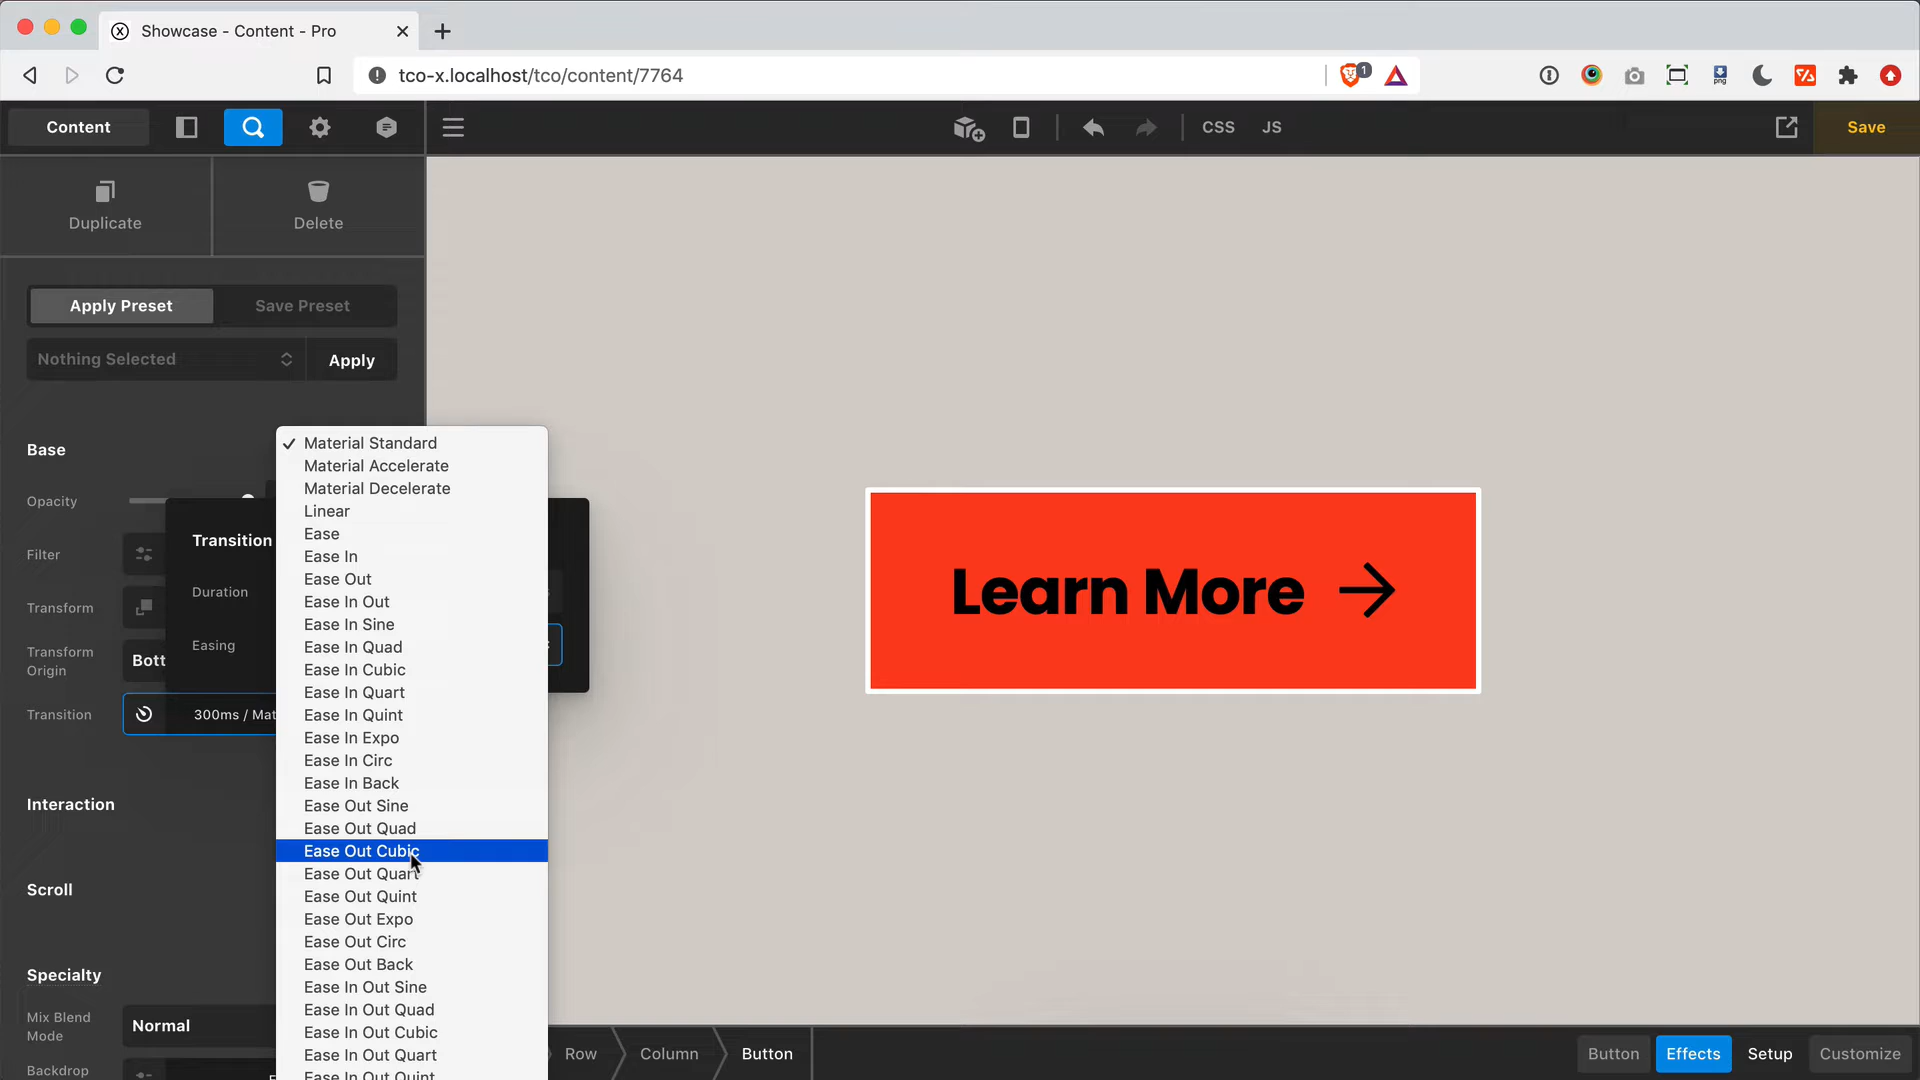 Showcase - Content - Pro
tco-x.localhost/tco/content/7764
1
png
Content
CSS
JS
Save
Duplicate
Delete
Apply Preset
Save Preset
Nothing Selected
Apply
Base
Opacity
Filter
Transform
Transform
Origin
Bott
Transition
300ms / Mat
Transition
Duration
Easing
Material Standard
Material Accelerate
Material Decelerate
Linear
Ease
Ease In
Ease Out
Ease In Out
Ease In Sine
Ease In Quad
Ease In Cubic
Ease In Quart
Ease In Quint
Ease In Expo
Ease In Circ
Ease In Back
Ease Out Sine
Ease Out Quad
Ease Out Cubic
Ease Out Quart
Ease Out Quint
Ease Out Expo
Ease Out Circ
Ease Out Back
Ease In Out Sine
Ease In Out Quad
Ease In Out Cubic
Ease In Out Quart
Ease In Out Quint
Interaction
Scroll
Specialty
Mix Blend
Mode
Normal
Backdrop
Learn More
Row
Column
Button
Button
Effects
Setup
Customize